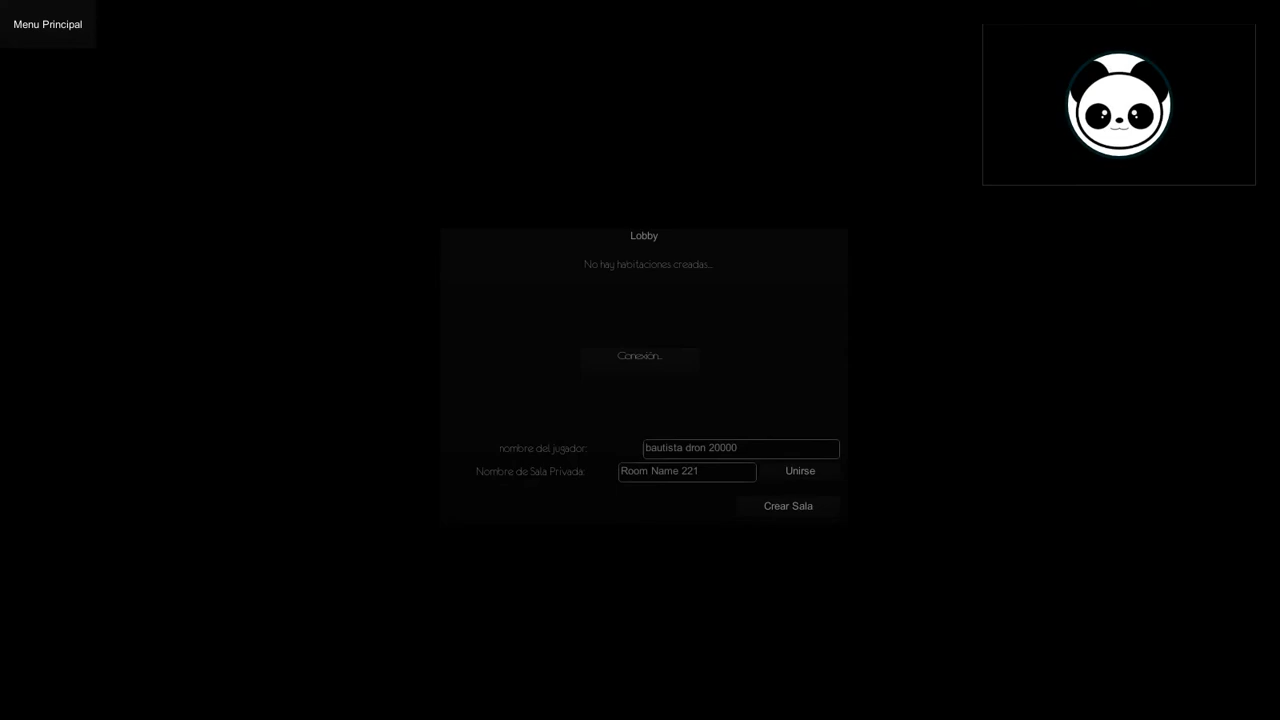 Menu Principal
Lobby
No hay habitaciones creadas...
Conexión...
nombre del jugador: bautista dron 20000
Nombre de Sala Privada: Room Name 221 Unirse
Crear Sala